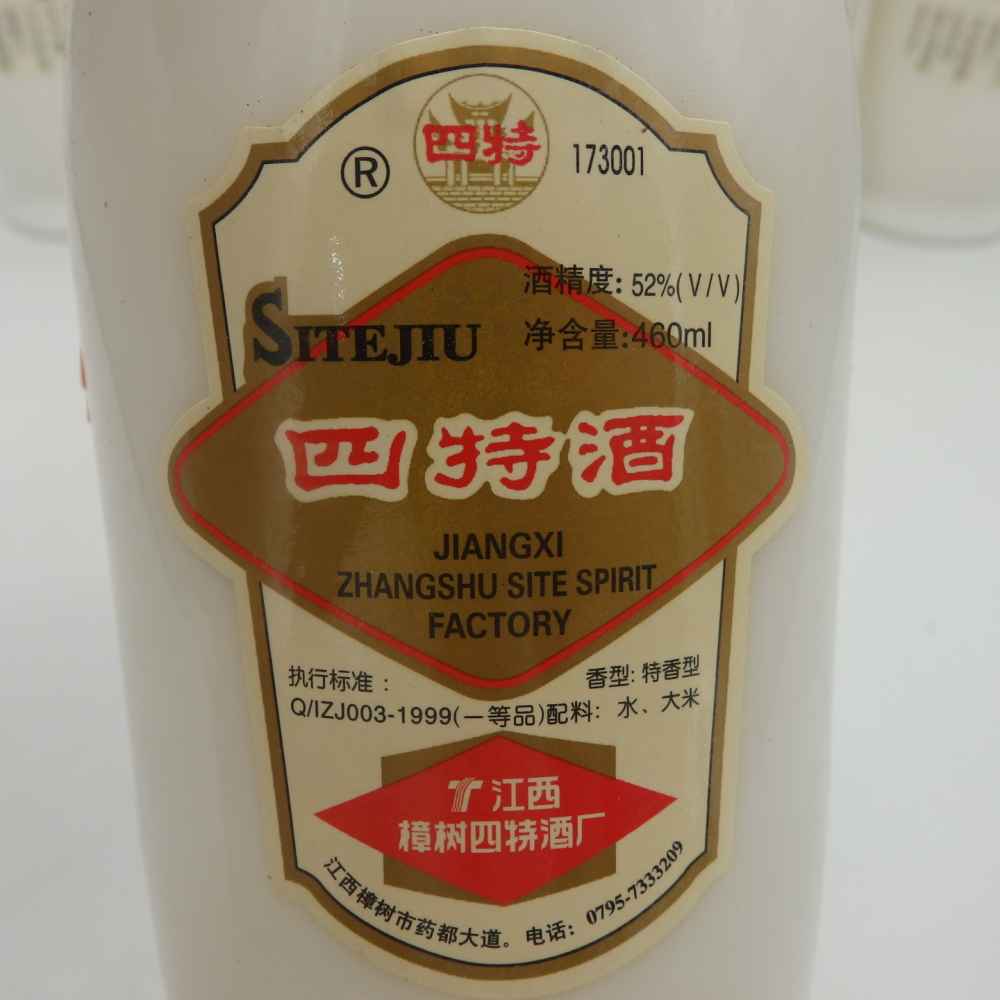 四特
®
173001
酒精度: 52%(V/V)
净含量:460ml
SITEJIU
四特酒
JIANGXI
ZHANGSHU SITE SPIRIT
FACTORY
执行标准：
香型: 特香型
Q/IZJ003-1999(一等品)配料：水、大米
江西
樟树四特酒厂
江西樟树市药都大道。电话：0795-7333209